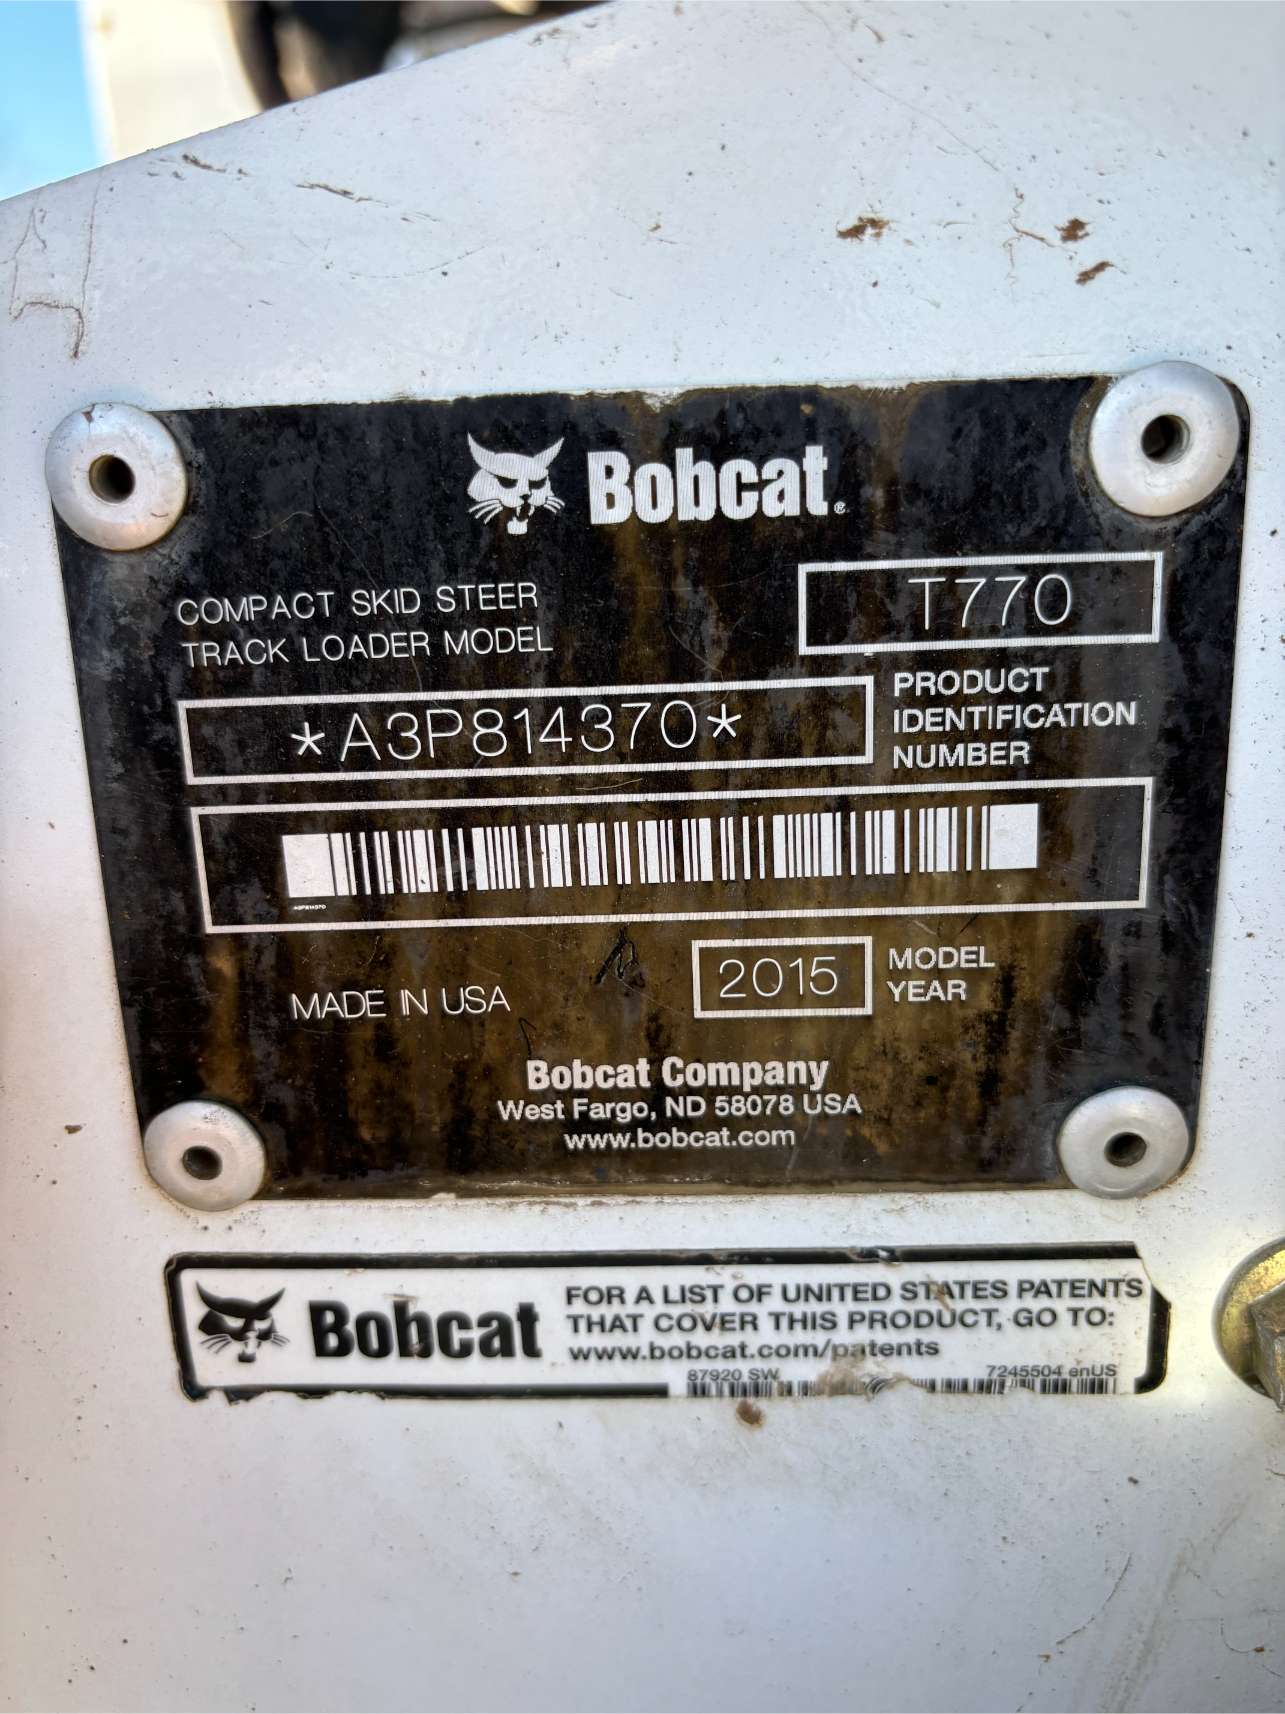 Bobcat®
COMPACT SKID STEER
TRACK LOADER MODEL
T770
*A3P814370*
PRODUCT
IDENTIFICATION
NUMBER
A3P814370
MADE IN USA
2015
MODEL
YEAR
Bobcat Company
West Fargo, ND 58078 USA
www.bobcat.com
Bobcat
FOR A LIST OF UNITED STATES PATENTS
THAT COVER THIS PRODUCT, GO TO:
www.bobcat.com/patents
87920 SW
7245504 enUS